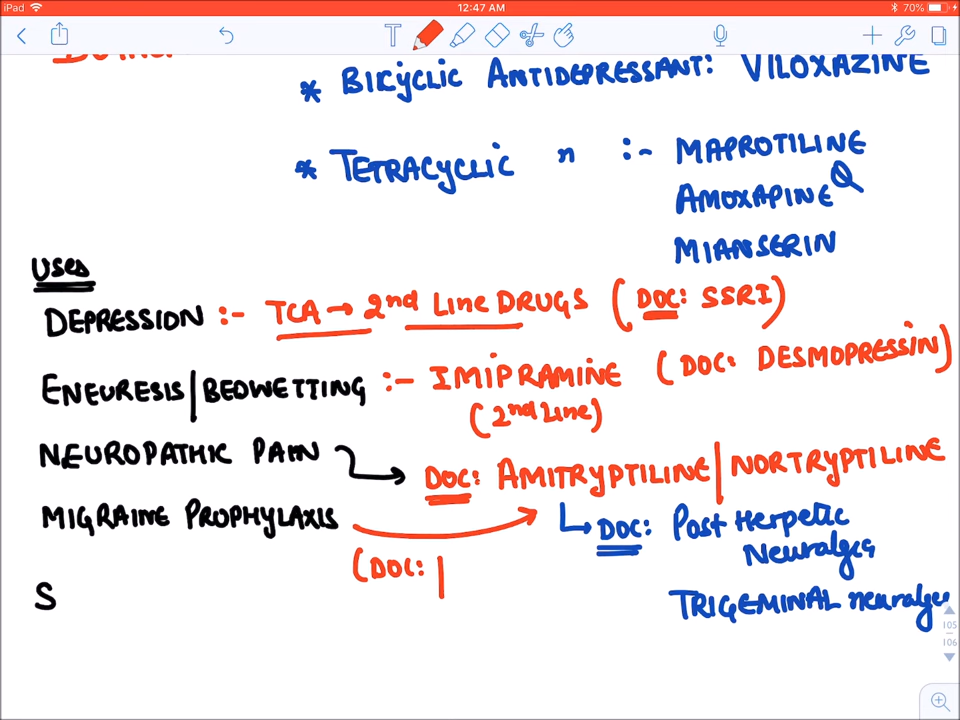 iPad 12:47 AM 70%
* BICYCLIC ANTIDEPRESSANT: VILOXAZINE
* TETRACYCLIC " :- MAPROTILINE
AMOXAPINE Q
MIANSERIN
Uses
DEPRESSION :- TCA → 2nd LINE DRUGS (DOC: SSRI)
ENEURESIS | BEDWETTING :- IMIPRAMINE (DOC: DESMOPRESSIN)
(2nd Line)
NEUROPATHIC PAIN
DOC: AMITRYPTILINE | NORTRYPTILINE
MIGRAINE PROPHYLAXIS
DOC: Post Herpetic
Neuralgia
(DOC: |
S
TRIGEMINAL neuralgia
105
106